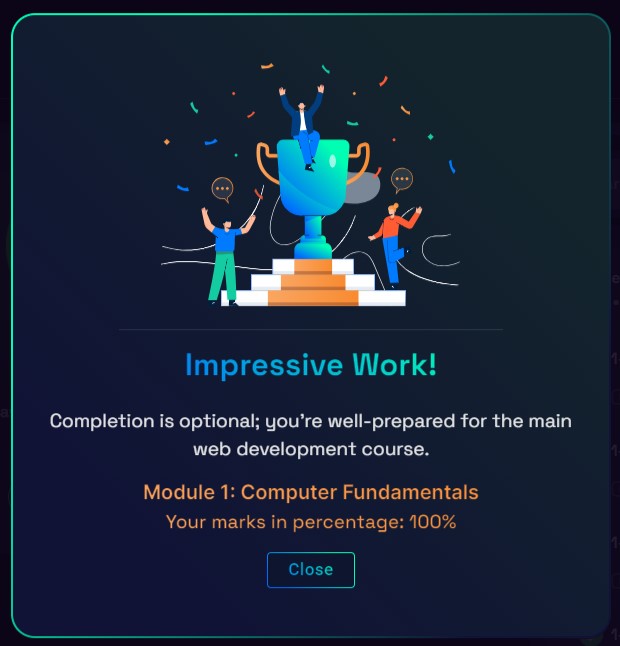 Impressive Work!
Completion is optional; you're well-prepared for the main
web development course.
Module 1: Computer Fundamentals
Your marks in percentage: 100%
Close